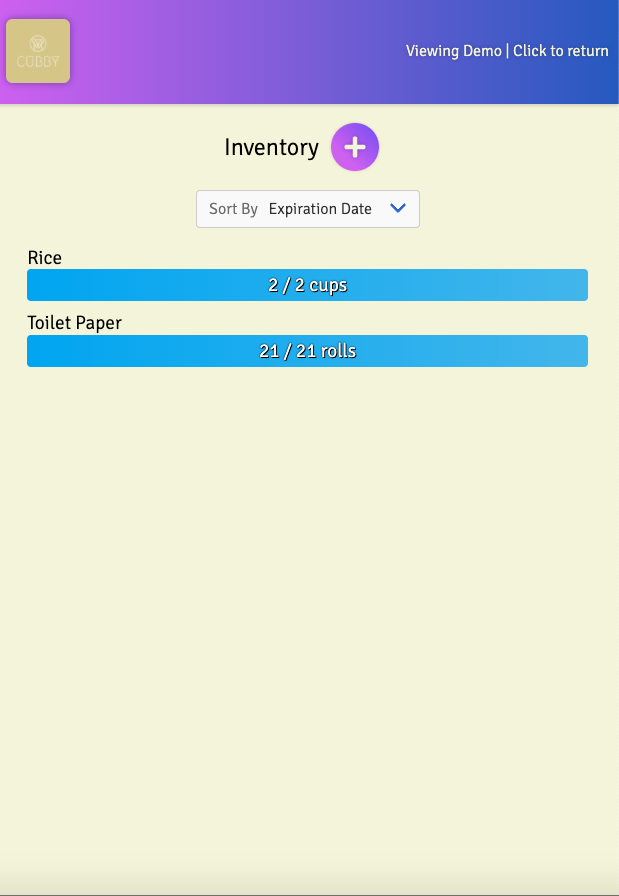 CUBBY
Viewing Demo | Click to return
Inventory
Sort By Expiration Date
Rice
2 / 2 cups
Toilet Paper
21 / 21 rolls